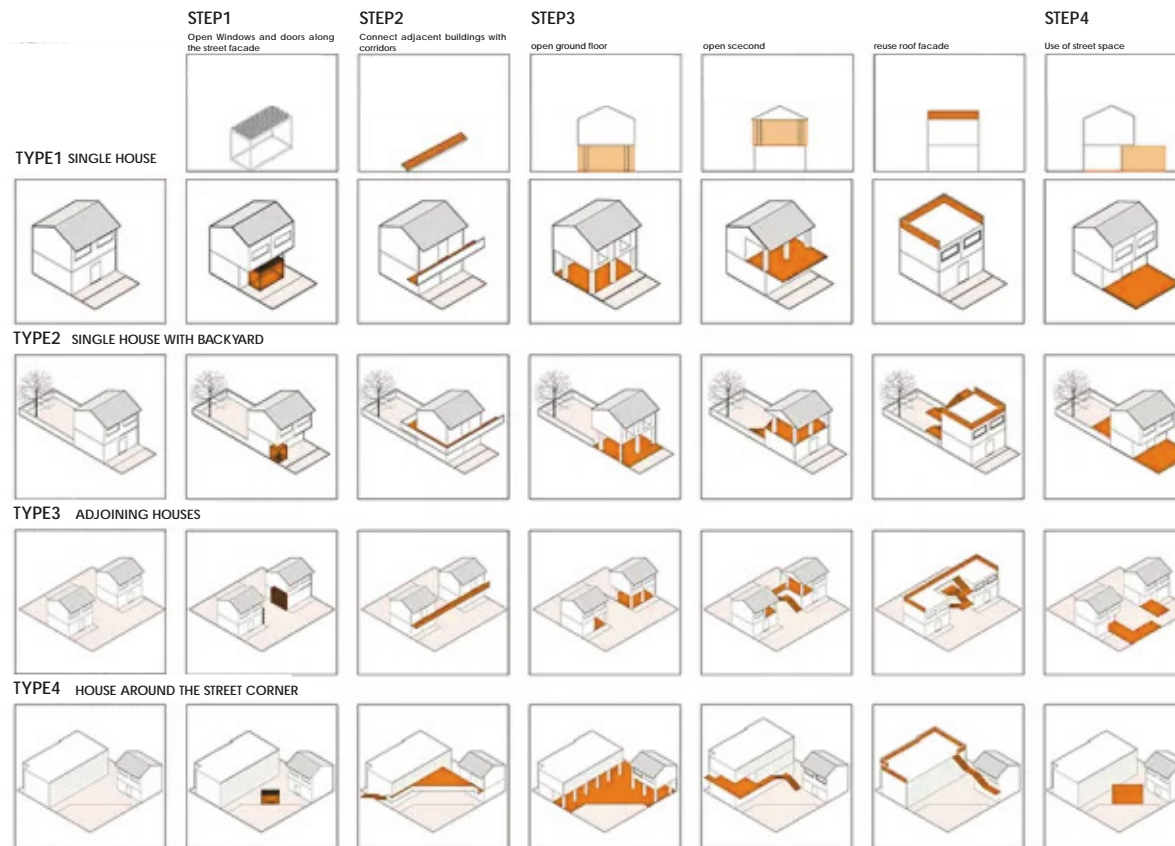 STEP1 STEP2 STEP3 STEP4
Open Windows and doors along
the street facade
Connect adjacent buildings with
corridors
open ground floor
open scecond
reuse roof facade
Use of street space
TYPE1 SINGLE HOUSE
TYPE2 SINGLE HOUSE WITH BACKYARD
TYPE3 ADJOINING HOUSES
TYPE4 HOUSE AROUND THE STREET CORNER